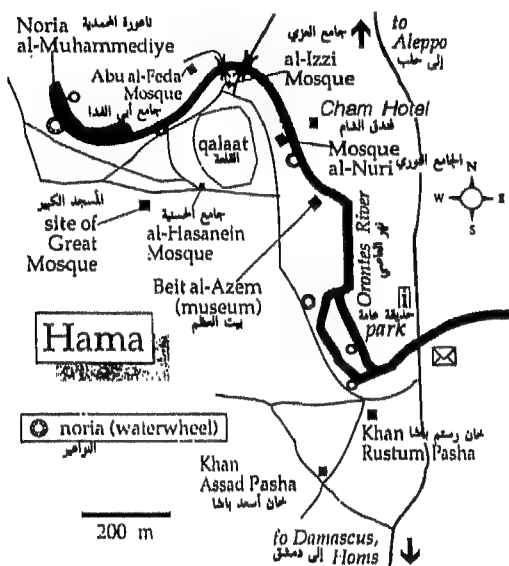 Noria
al-Muhammediye
ناعورة المحمدية
Abu al-Feda
Mosque
جامع أبي الفدا
جامع العزي
al-Izzi
Mosque
to
Aleppo
إلى حلب
Cham Hotel
فندق الشام
Mosque
al-Nuri
الجامع النوري
qalaat
القلعة
N
W
E
S
المسجد الكبير
site of
Great
Mosque
جامع الحسنية
al-Hasanein
Mosque
Orontes River
نهر العاصي
Beit al-Azem
(museum)
بيت العظم
i
حديقة عامة
park
Hama
noria (waterwheel)
النواعير
Khan
Rustum Pasha
خان رستم باشا
Khan
Assad Pasha
خان أسعد باشا
200 m
to Damascus,
Homs
إلى دمشق